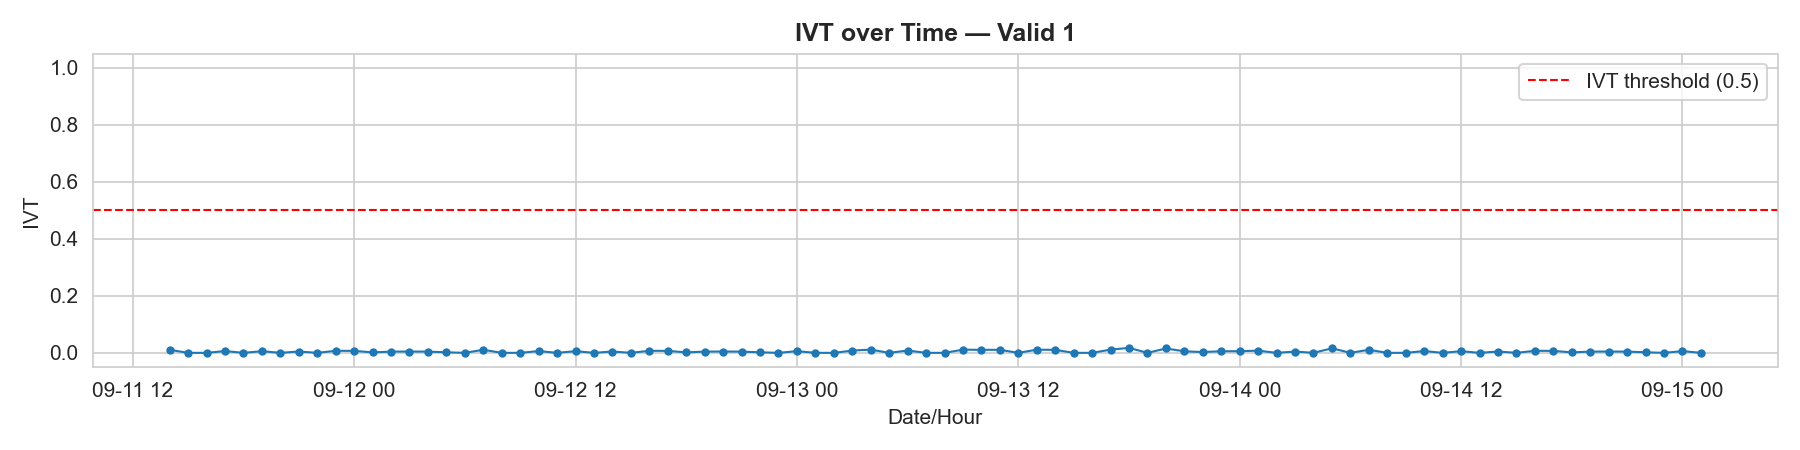 IVT over Time — Valid 1
IVT threshold (0.5)
IVT
1.0
0.8
0.6
0.4
0.2
0.0
09-11 12 09-12 00 09-12 12 09-13 00 09-13 12 09-14 00 09-14 12 09-15 00
Date/Hour